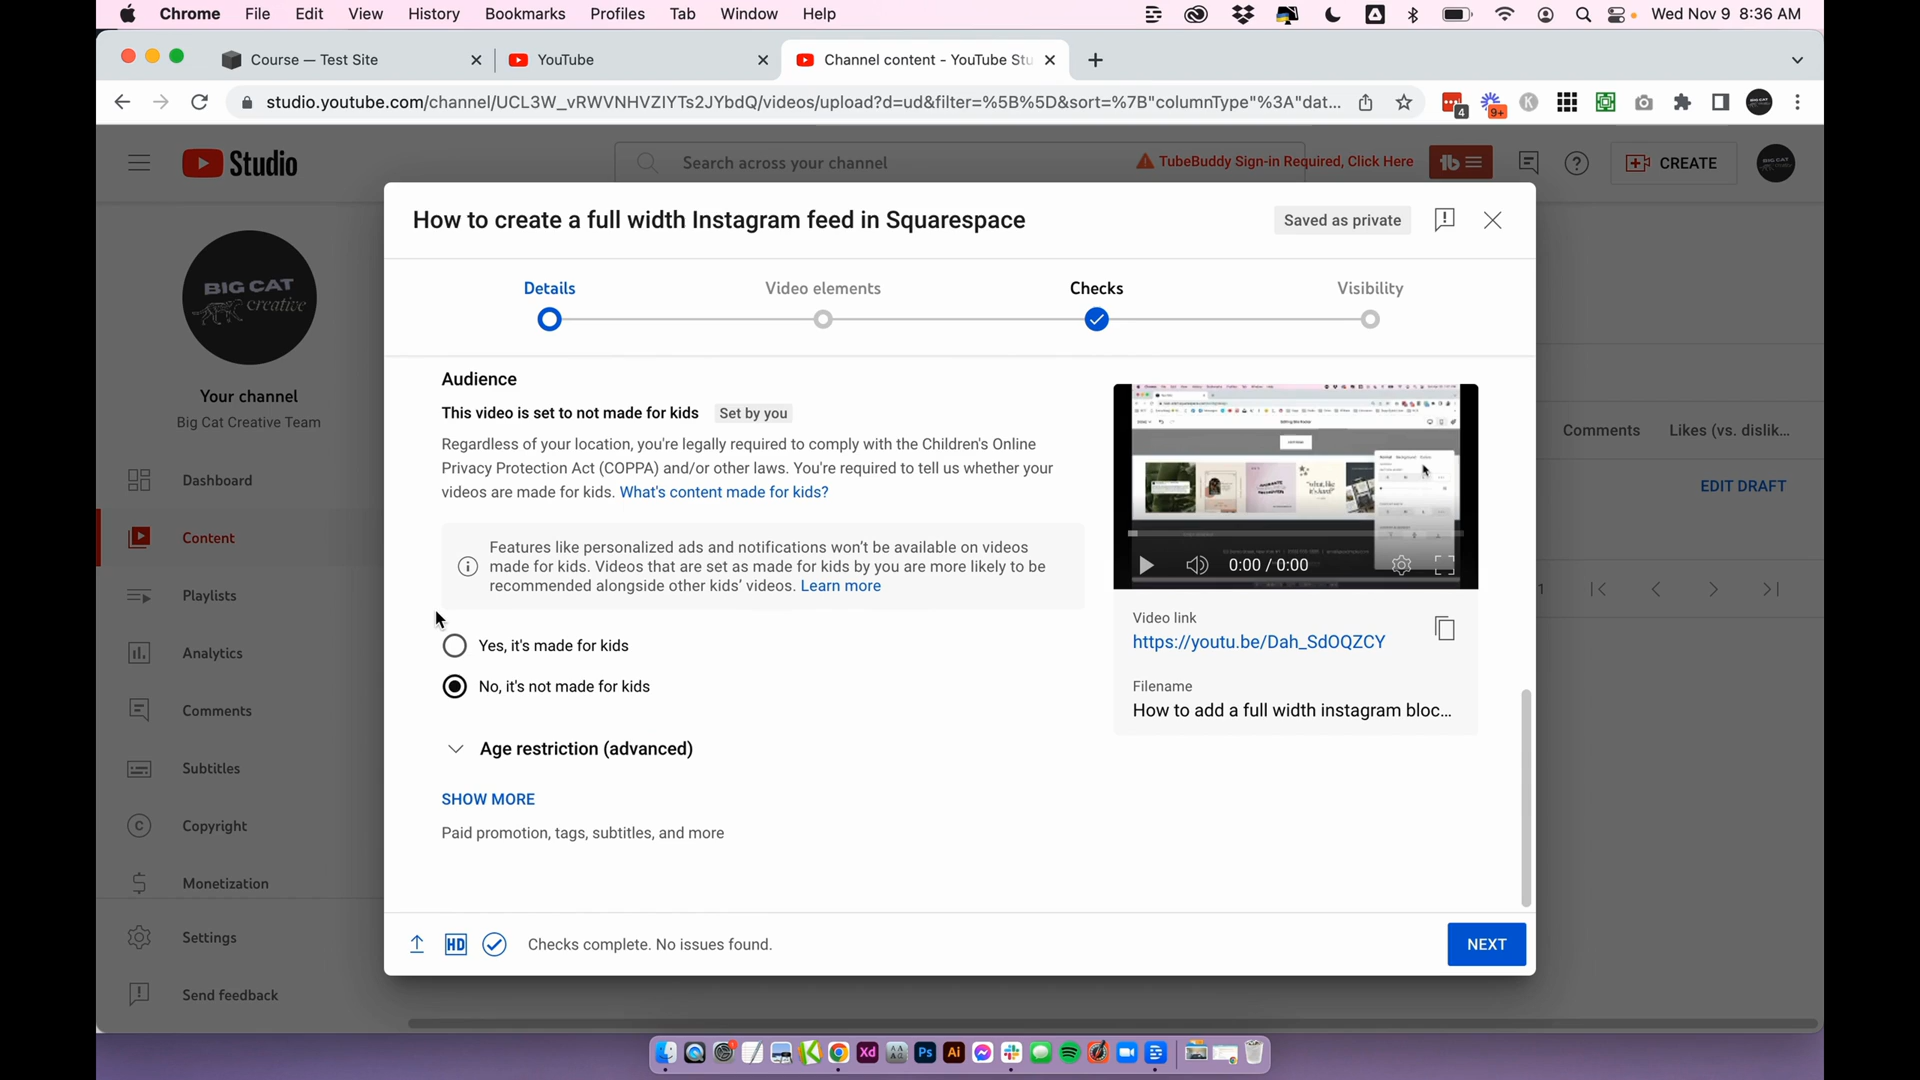 Chrome File Edit View History Bookmarks Profiles Tab Window Help Wed Nov 9 8:36 AM
Course — Test Site YouTube Channel content - YouTube Stu
studio.youtube.com/channel/UCL3W_vRWVNHVZIYTs2JYbdQ/videos/upload?d=ud&filter=%5B%5D&sort=%7B"columnType"%3A"dat...
4
9+
Studio
Search across your channel
TubeBuddy Sign-in Required, Click Here
CREATE
How to create a full width Instagram feed in Squarespace
Saved as private
Details Video elements Checks Visibility
BIG CAT
creative
Your channel
Big Cat Creative Team
Dashboard
Content
Playlists
Analytics
Comments
Subtitles
Copyright
Monetization
Settings
Send feedback
Audience
This video is set to not made for kids Set by you
Regardless of your location, you're legally required to comply with the Children's Online
Privacy Protection Act (COPPA) and/or other laws. You're required to tell us whether your
videos are made for kids. What's content made for kids?
Features like personalized ads and notifications won't be available on videos
made for kids. Videos that are set as made for kids by you are more likely to be
recommended alongside other kids' videos. Learn more
Yes, it's made for kids
No, it's not made for kids
Age restriction (advanced)
SHOW MORE
Paid promotion, tags, subtitles, and more
0:00 / 0:00
Video link
https://youtu.be/Dah_SdOQZCY
Filename
How to add a full width instagram bloc...
Comments Likes (vs. dislik...
EDIT DRAFT
HD
Checks complete. No issues found.
NEXT
Xd
Ps
Ai